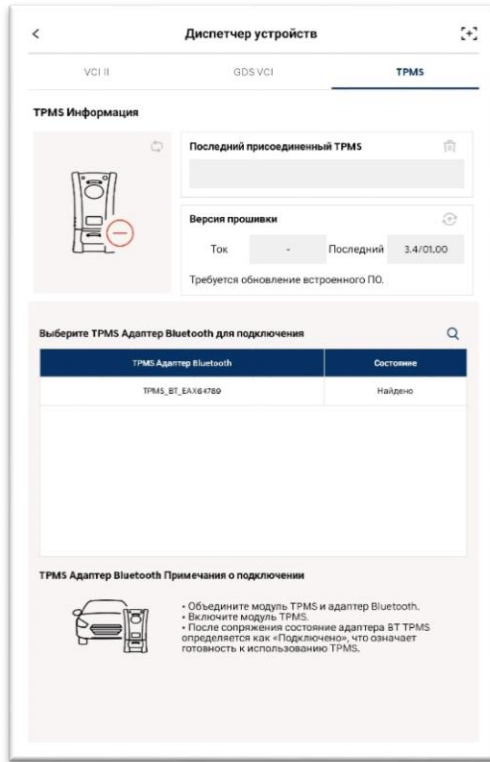 Диспетчер устройств
VCI II
GDS VCI
TPMS
TPMS Информация
Последний присоединенный TPMS
Версия прошивки
Ток
-
Последний
3.4/01.00
Требуется обновление встроенного ПО.
Выберите TPMS Адаптер Bluetooth для подключения
TPMS Адаптер Bluetooth
Состояние
TPMS_BT_EAX64789
Найдено
TPMS Адаптер Bluetooth Примечания о подключении
• Объедините модуль TPMS и адаптер Bluetooth.
• Включите модуль TPMS.
• После сопряжения состояние адаптера BT TPMS
определяется как «Подключено», что означает
готовность к использованию TPMS.